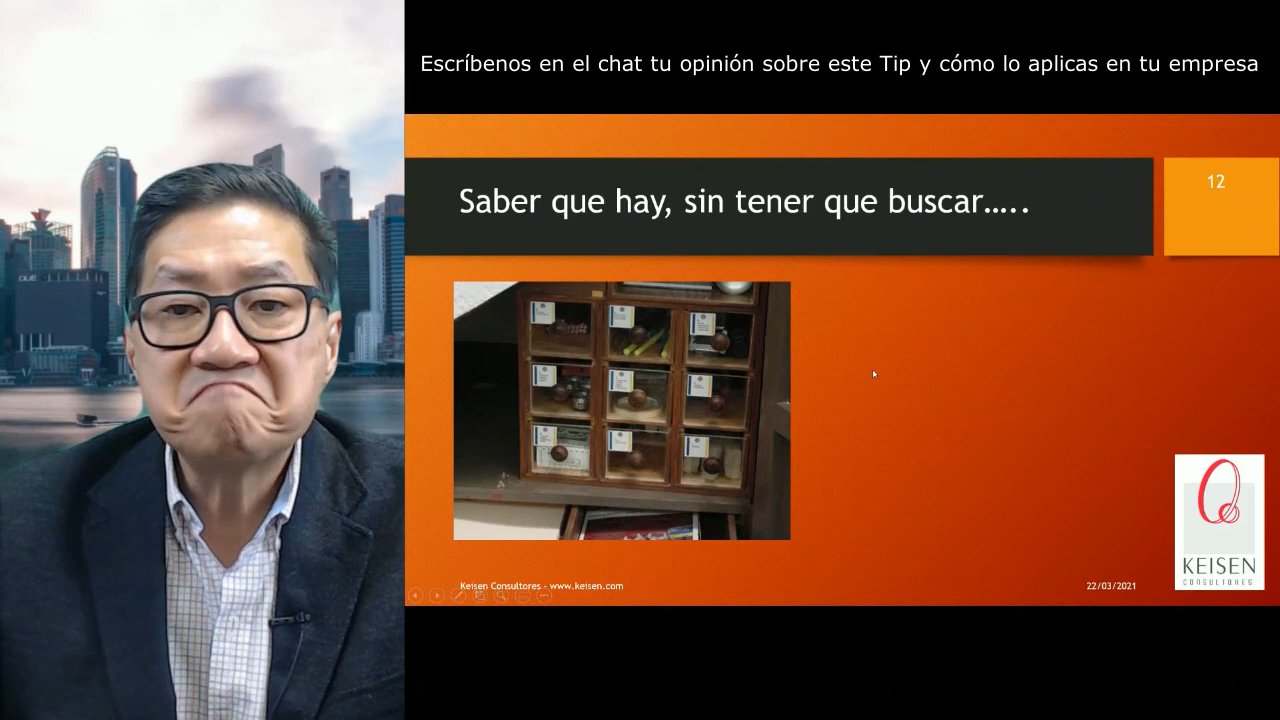 Escríbenos en el chat tu opinión sobre este Tip y cómo lo aplicas en tu empresa
Saber que hay, sin tener que buscar.....
12
KEISEN
CONSULTORES
Keisen Consultores - www.keisen.com
22/03/2021